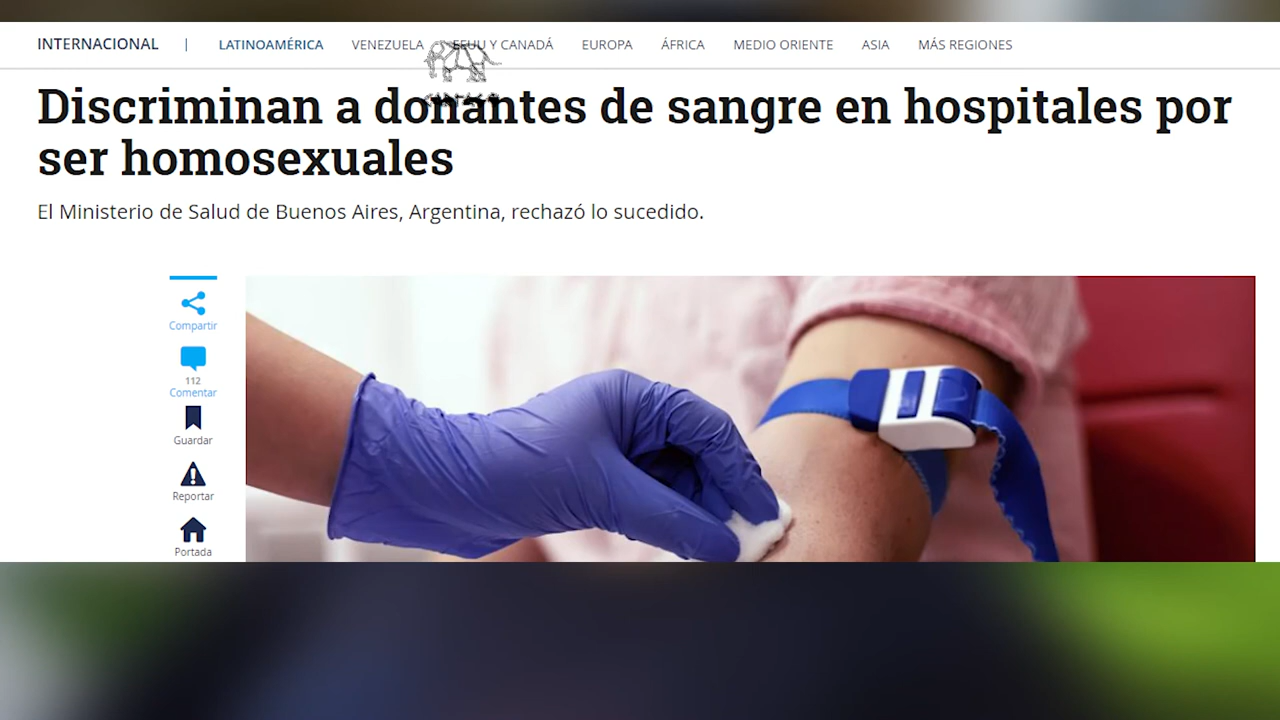 INTERNACIONAL | LATINOAMÉRICA VENEZUELA EEUU Y CANADÁ EUROPA ÁFRICA MEDIO ORIENTE ASIA MÁS REGIONES
Discriminan a donantes de sangre en hospitales por
ser homosexuales
El Ministerio de Salud de Buenos Aires, Argentina, rechazó lo sucedido.
Compartir
112
Comentar
Guardar
Reportar
Portada